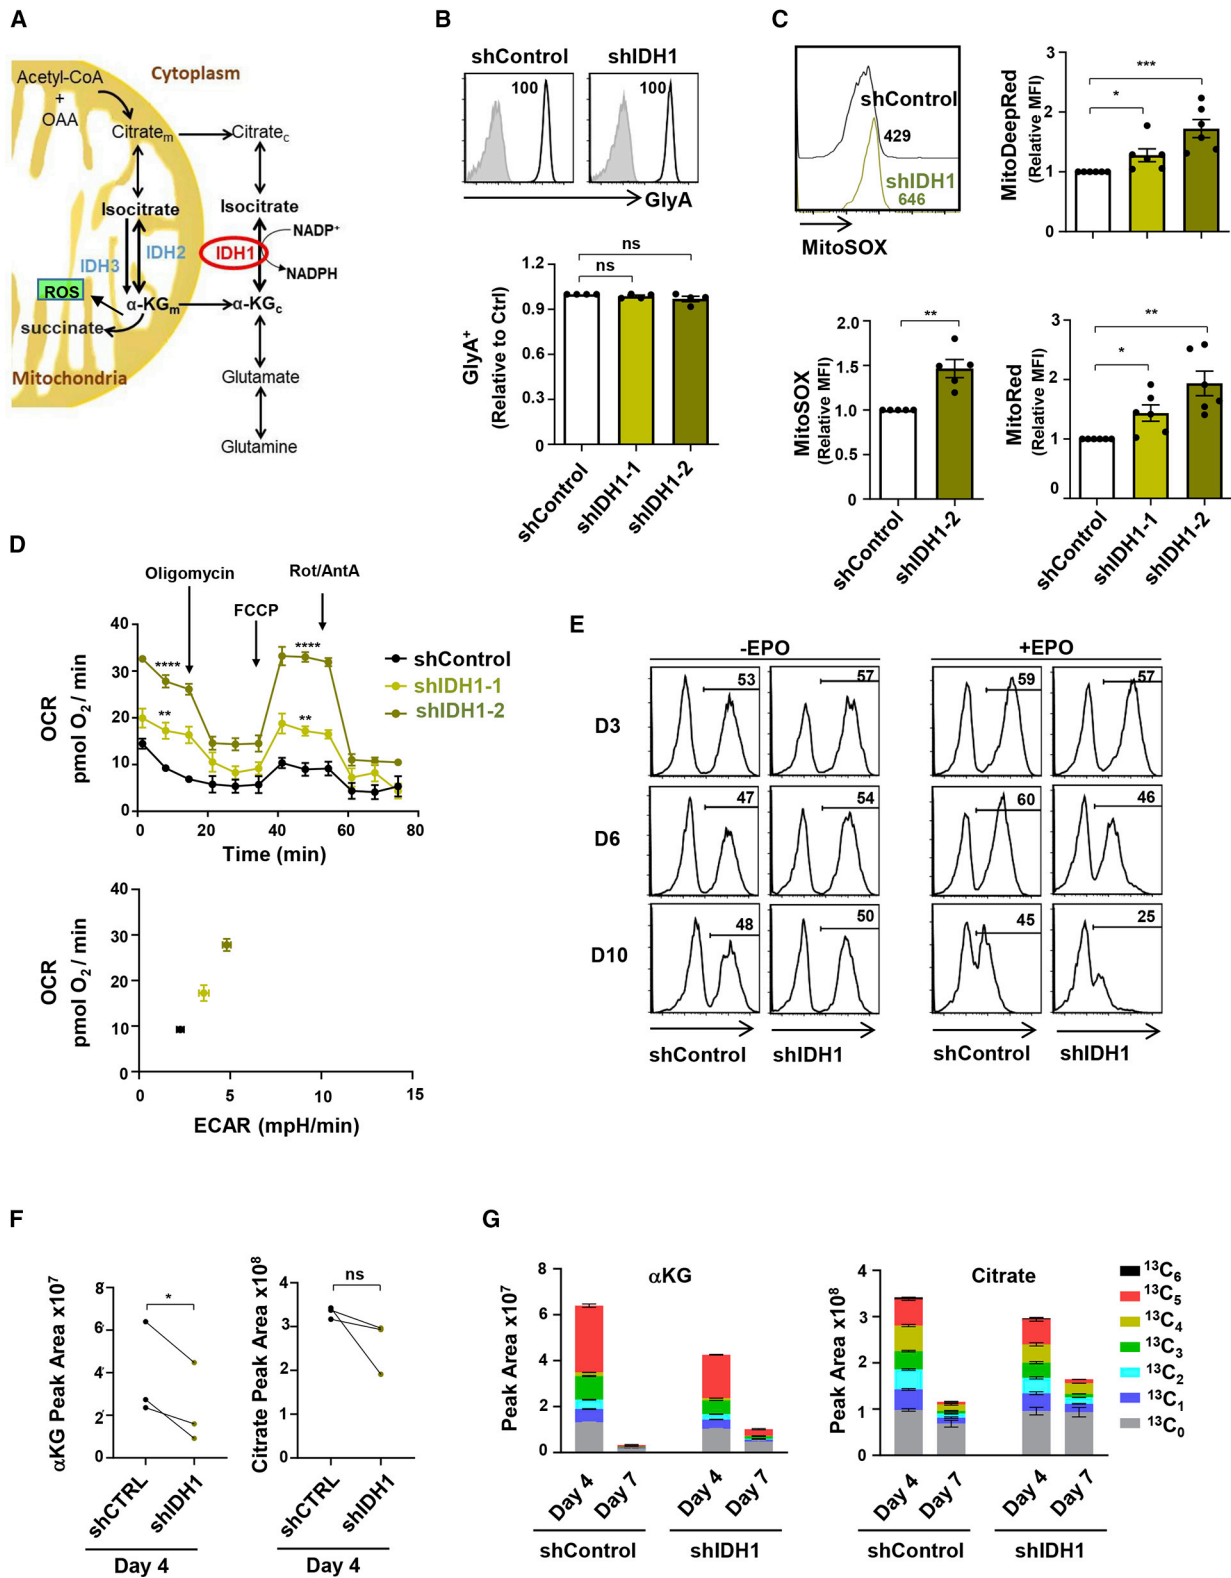 A
Acetyl-CoA
+
OAA
Cytoplasm
Citratem
Citratec
Isocitrate
Isocitrate
NADP+
IDH3
IDH2
IDH1
NADPH
ROS
α-KGm
α-KGc
succinate
Mitochondria
Glutamate
Glutamine
B
shControl
shIDH1
100
100
GlyA
ns
ns
1.2
0.9
0.6
0.3
0
GlyA+
(Relative to Ctrl)
shControl
shIDH1-1
shIDH1-2
C
shControl
429
shIDH1
646
MitoSOX
MitoDeepRed
(Relative MFI)
3
2
1
0
*
***
MitoSOX
(Relative MFI)
2.0
1.5
1.0
0.5
0
**
shControl
shIDH1-2
MitoRed
(Relative MFI)
3
2
1
0
*
**
shControl
shIDH1-1
shIDH1-2
D
Oligomycin
FCCP
Rot/AntA
OCR
pmol O2/ min
40
30
20
10
0
****
**
****
**
0
20
40
60
80
Time (min)
shControl
shIDH1-1
shIDH1-2
OCR
pmol O2/ min
40
30
20
10
0
0
5
10
15
ECAR (mpH/min)
E
-EPO
+EPO
D3
53
57
59
57
D6
47
54
60
46
D10
48
50
45
25
shControl
shIDH1
shControl
shIDH1
F
αKG Peak Area x10⁷
8
6
4
2
0
*
shCTRL
shIDH1
Day 4
Citrate Peak Area x10⁸
4
3
2
1
0
ns
shCTRL
shIDH1
Day 4
G
αKG
Peak Area x10⁷
8
6
4
2
0
Day 4
Day 7
Day 4
Day 7
shControl
shIDH1
Citrate
Peak Area x10⁸
4
3
2
1
0
Day 4
Day 7
Day 4
Day 7
shControl
shIDH1
¹³C₆
¹³C₅
¹³C₄
¹³C₃
¹³C₂
¹³C₁
¹³C₀